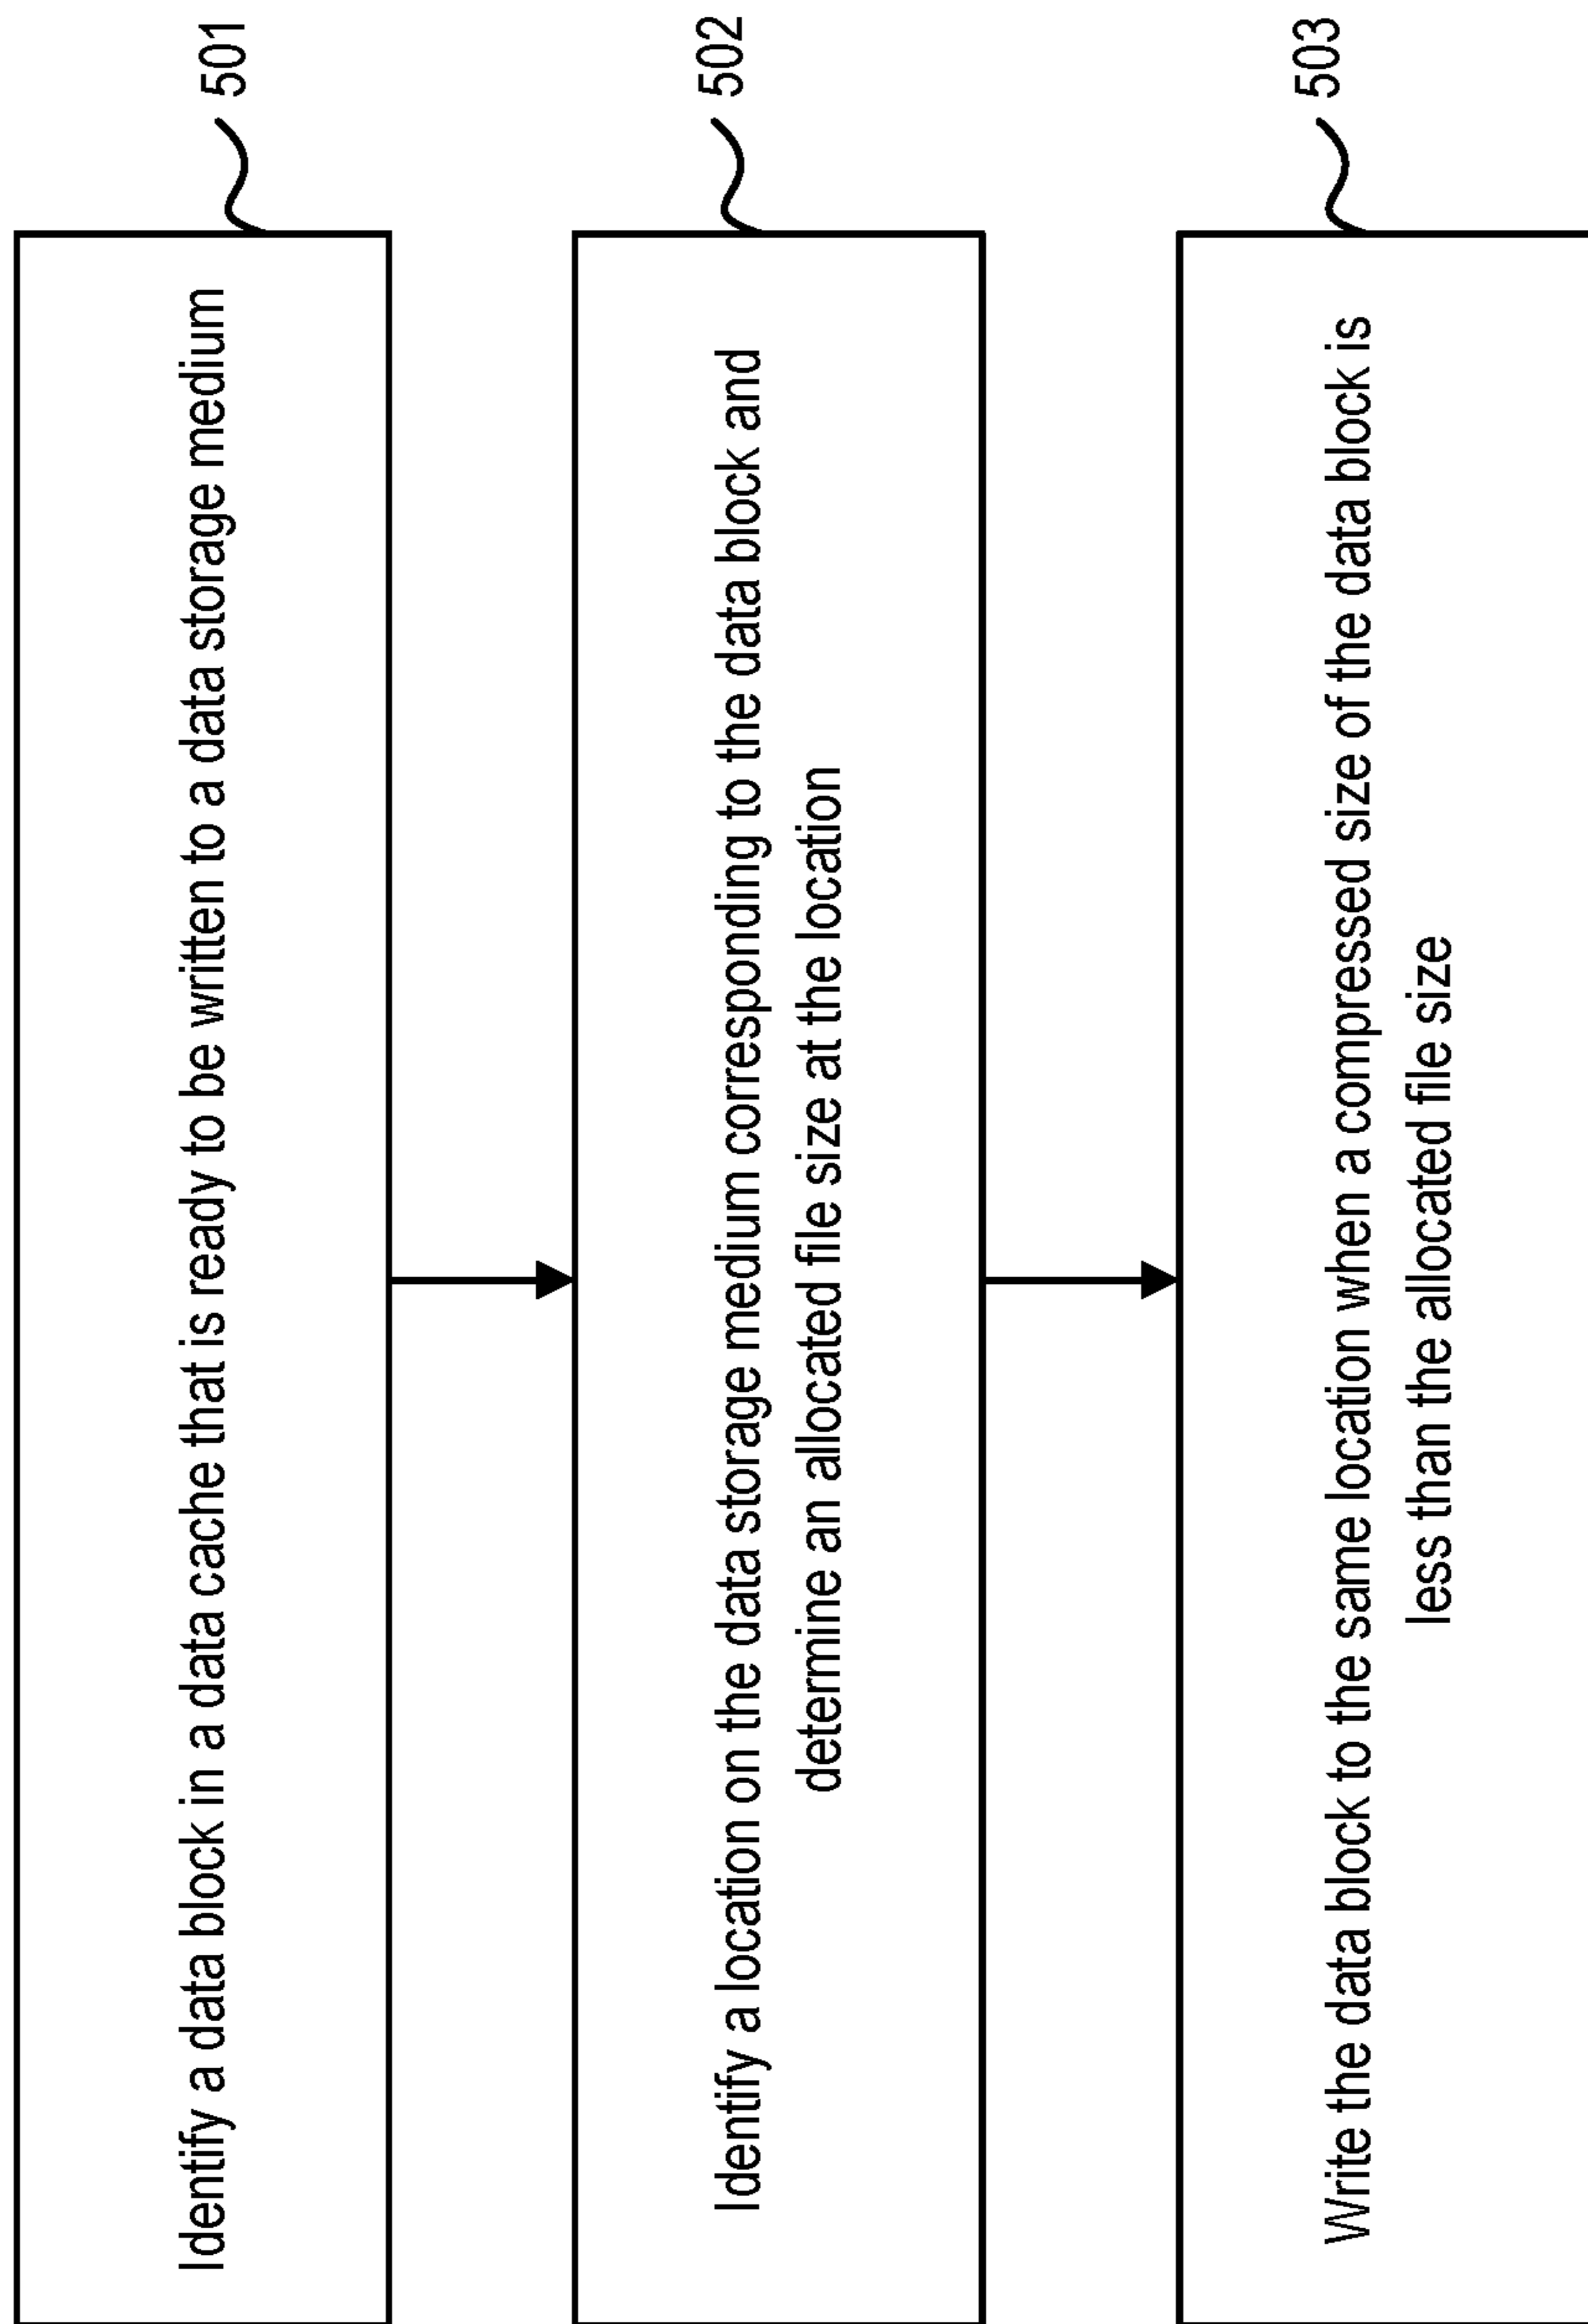 501
Identify a data block in a data cache that is ready to be written to a data storage medium
502
Identify a location on the data storage medium corresponding to the data block and
determine an allocated file size at the location
503
Write the data block to the same location when a compressed size of the data block is
less than the allocated file size